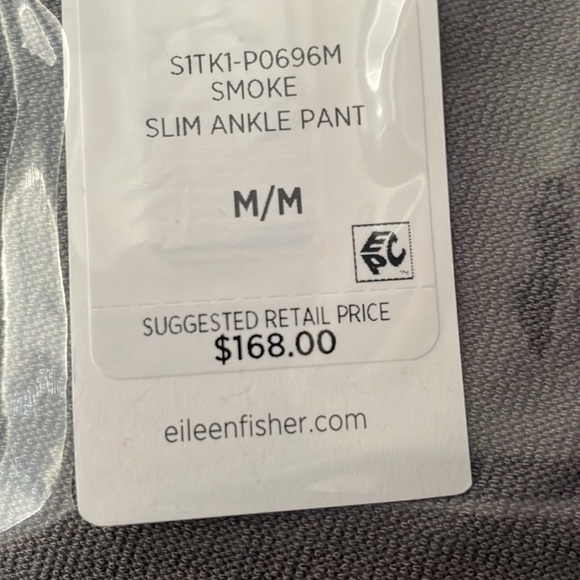 S1TK1-P0696M
SMOKE
SLIM ANKLE PANT
M/M
EPC
SUGGESTED RETAIL PRICE
$168.00
eileenfisher.com